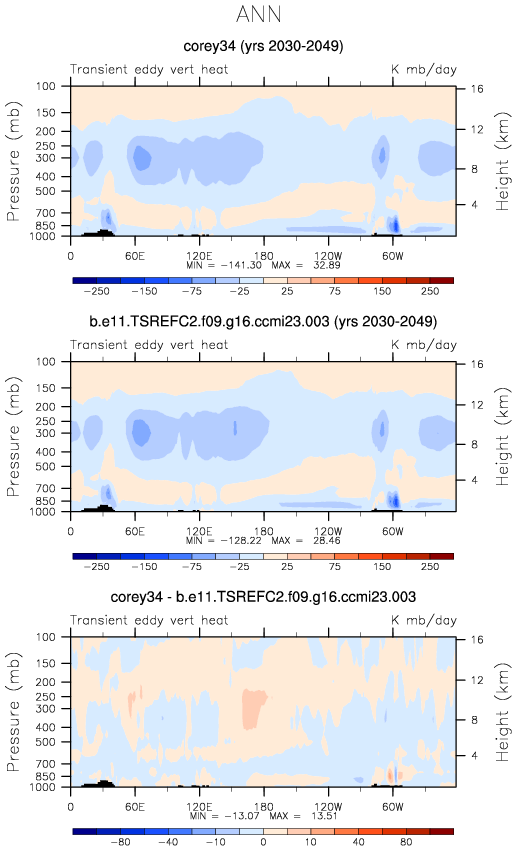 ANN
corey34 (yrs 2030-2049)
Transient eddy vert heat K mb/day
Pressure (mb)
100
150
200
250
300
400
500
700
850
1000
16
12
8
4
Height (km)
0 60E 120E 180 120W 60W
MIN = -141.30 MAX = 32.89
-250 -150 -75 -25 25 75 150 250
b.e11.TSREFC2.f09.g16.ccmi23.003 (yrs 2030-2049)
Transient eddy vert heat K mb/day
Pressure (mb)
100
150
200
250
300
400
500
700
850
1000
16
12
8
4
Height (km)
0 60E 120E 180 120W 60W
MIN = -128.22 MAX = 28.46
-250 -150 -75 -25 25 75 150 250
corey34 - b.e11.TSREFC2.f09.g16.ccmi23.003
Transient eddy vert heat K mb/day
Pressure (mb)
100
150
200
250
300
400
500
700
850
1000
16
12
8
4
Height (km)
0 60E 120E 180 120W 60W
MIN = -13.07 MAX = 13.51
-80 -40 -10 0 10 40 80